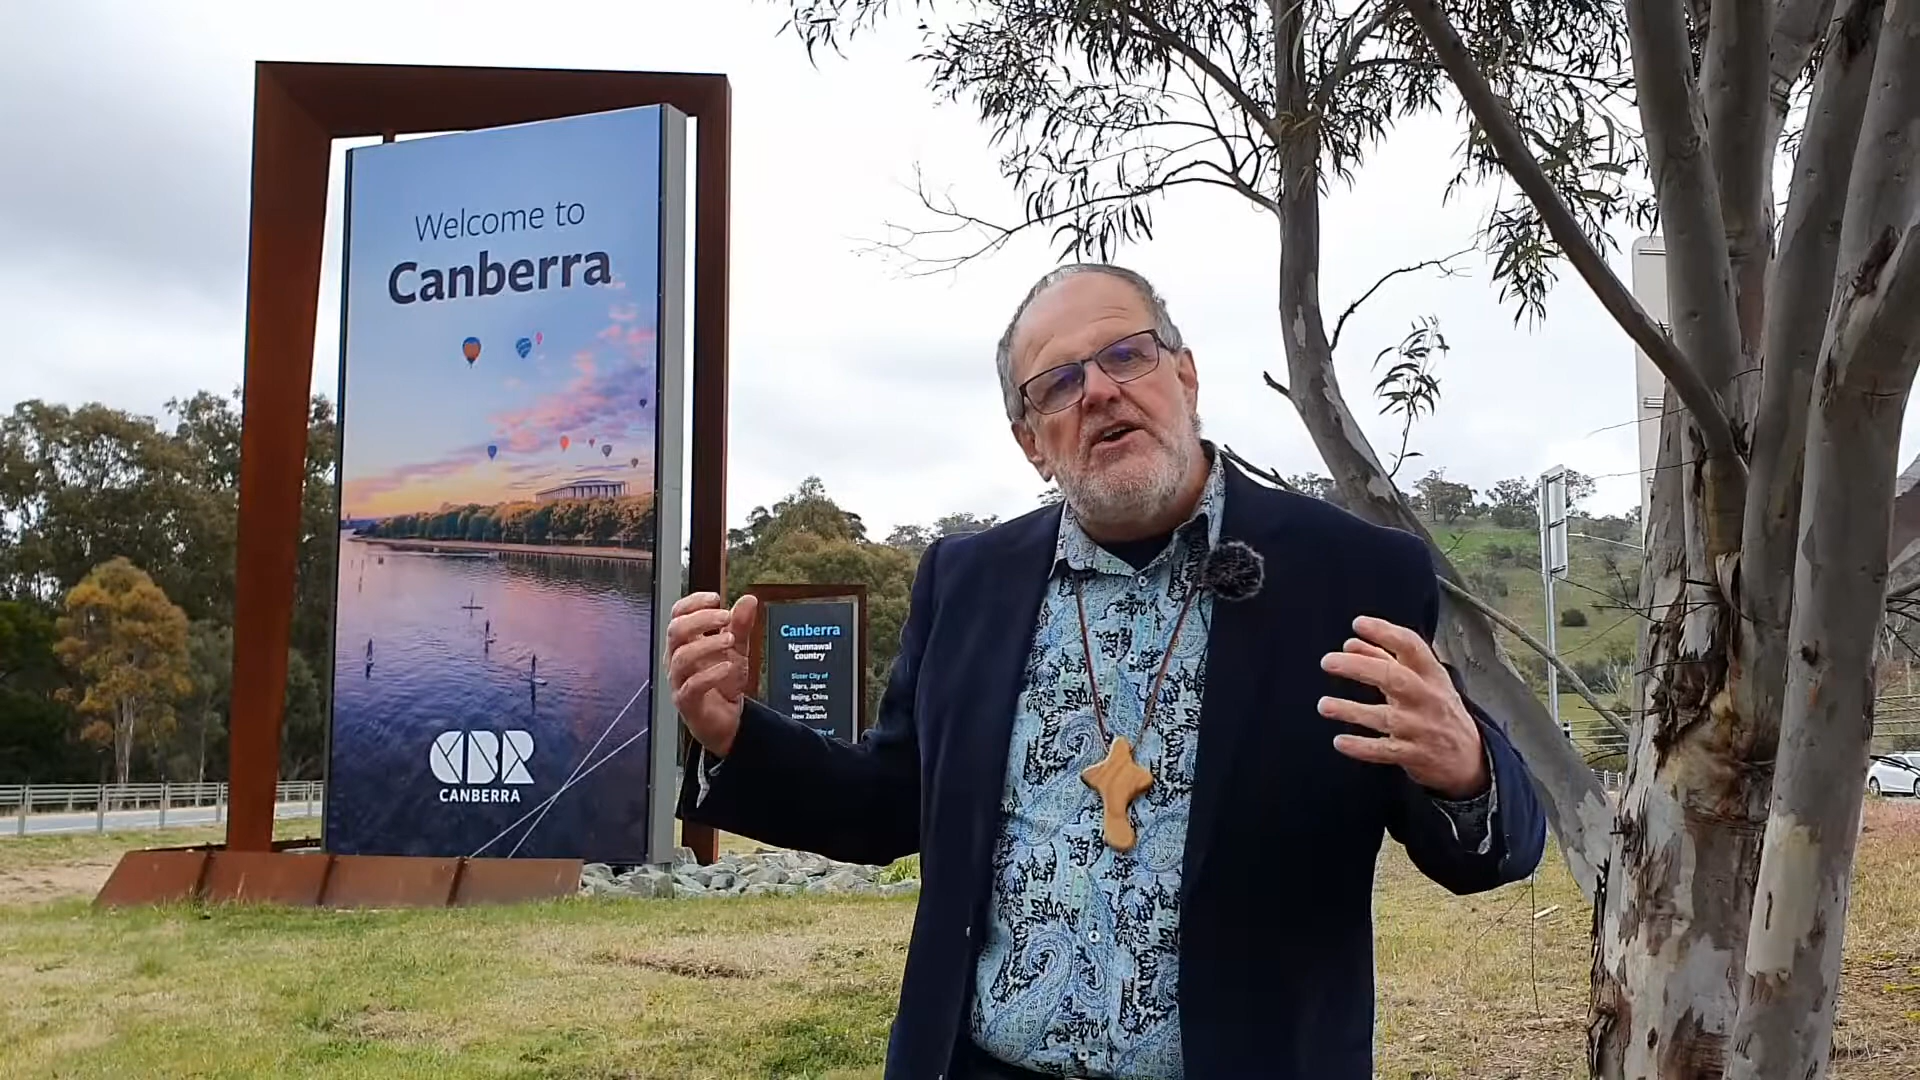 Welcome to
Canberra
CBR
CANBERRA
Canberra
Ngunnawal
country
Sister City of
Nara, Japan
Beijing, China
Wellington,
New Zealand